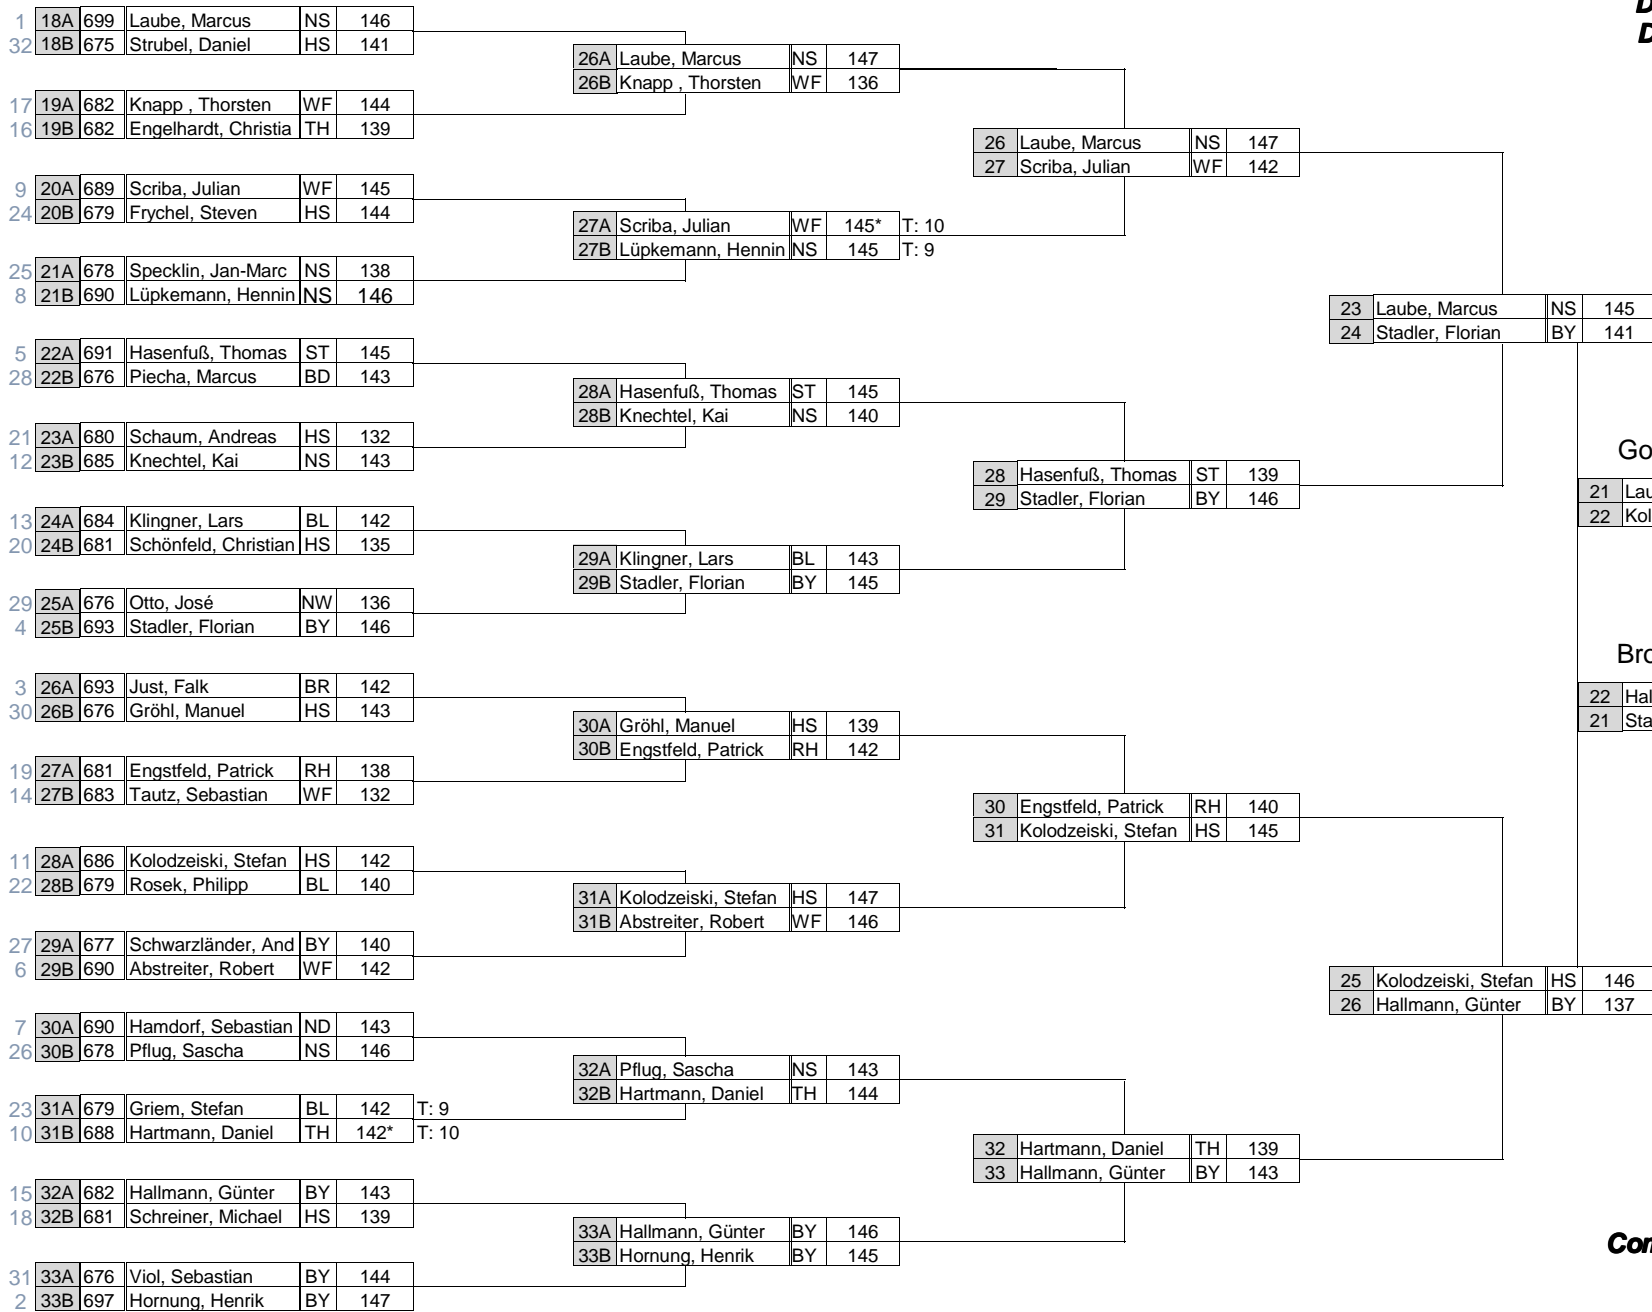 1 18A 699 Laube, Marcus NS 146
32 18B 675 Strubel, Daniel HS 141
17 19A 682 Knapp , Thorsten WF 144
16 19B 682 Engelhardt, Christia TH 139
9 20A 689 Scriba, Julian WF 145
24 20B 679 Frychel, Steven HS 144
25 21A 678 Specklin, Jan-Marc NS 138
8 21B 690 Lüpkemann, Hennin NS 146
5 22A 691 Hasenfuß, Thomas ST 145
28 22B 676 Piecha, Marcus BD 143
21 23A 680 Schaum, Andreas HS 132
12 23B 685 Knechtel, Kai NS 143
13 24A 684 Klingner, Lars BL 142
20 24B 681 Schönfeld, Christian HS 135
29 25A 676 Otto, José NW 136
4 25B 693 Stadler, Florian BY 146
3 26A 693 Just, Falk BR 142
30 26B 676 Gröhl, Manuel HS 143
19 27A 681 Engstfeld, Patrick RH 138
14 27B 683 Tautz, Sebastian WF 132
11 28A 686 Kolodzeiski, Stefan HS 142
22 28B 679 Rosek, Philipp BL 140
27 29A 677 Schwarzländer, And BY 140
6 29B 690 Abstreiter, Robert WF 142
7 30A 690 Hamdorf, Sebastian ND 143
26 30B 678 Pflug, Sascha NS 146
23 31A 679 Griem, Stefan BL 142 T: 9
10 31B 688 Hartmann, Daniel TH 142* T: 10
15 32A 682 Hallmann, Günter BY 143
18 32B 681 Schreiner, Michael HS 139
31 33A 676 Viol, Sebastian BY 144
2 33B 697 Hornung, Henrik BY 147
26A Laube, Marcus NS 147
26B Knapp , Thorsten WF 136
27A Scriba, Julian WF 145* T: 10
27B Lüpkemann, Hennin NS 145 T: 9
28A Hasenfuß, Thomas ST 145
28B Knechtel, Kai NS 140
29A Klingner, Lars BL 143
29B Stadler, Florian BY 145
30A Gröhl, Manuel HS 139
30B Engstfeld, Patrick RH 142
31A Kolodzeiski, Stefan HS 147
31B Abstreiter, Robert WF 146
32A Pflug, Sascha NS 143
32B Hartmann, Daniel TH 144
33A Hallmann, Günter BY 146
33B Hornung, Henrik BY 145
26 Laube, Marcus NS 147
27 Scriba, Julian WF 142
28 Hasenfuß, Thomas ST 139
29 Stadler, Florian BY 146
30 Engstfeld, Patrick RH 140
31 Kolodzeiski, Stefan HS 145
32 Hartmann, Daniel TH 139
33 Hallmann, Günter BY 143
23 Laube, Marcus NS 145
24 Stadler, Florian BY 141
25 Kolodzeiski, Stefan HS 146
26 Hallmann, Günter BY 137
D
D
Go
21 Lau
22 Kol
Bro
22 Hal
21 Sta
Com